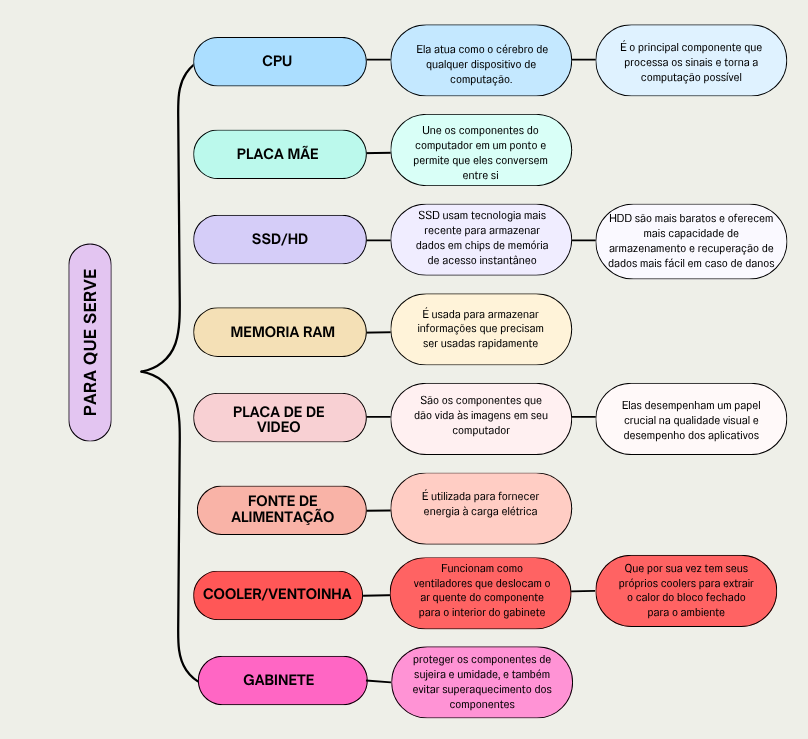 PARA QUE SERVE
CPU
Ela atua como o cérebro de
qualquer dispositivo de
computação.
É o principal componente que
processa os sinais e torna a
computação possível
PLACA MÃE
Une os componentes do
computador em um ponto e
permite que eles conversem
entre si
SSD/HD
SSD usam tecnologia mais
recente para armazenar
dados em chips de memória
de acesso instantâneo
HDD são mais baratos e oferecem
mais capacidade de
armazenamento e recuperação de
dados mais fácil em caso de danos
MEMORIA RAM
É usada para armazenar
informações que precisam
ser usadas rapidamente
PLACA DE DE
VIDEO
São os componentes que
dão vida às imagens em seu
computador
Elas desempenham um papel
crucial na qualidade visual e
desempenho dos aplicativos
FONTE DE
ALIMENTAÇÃO
É utilizada para fornecer
energia à carga elétrica
COOLER/VENTOINHA
Funcionam como
ventiladores que deslocam o
ar quente do componente
para o interior do gabinete
Que por sua vez tem seus
próprios coolers para extrair
o calor do bloco fechado
para o ambiente
GABINETE
proteger os componentes de
sujeira e umidade, e também
evitar superaquecimento dos
componentes